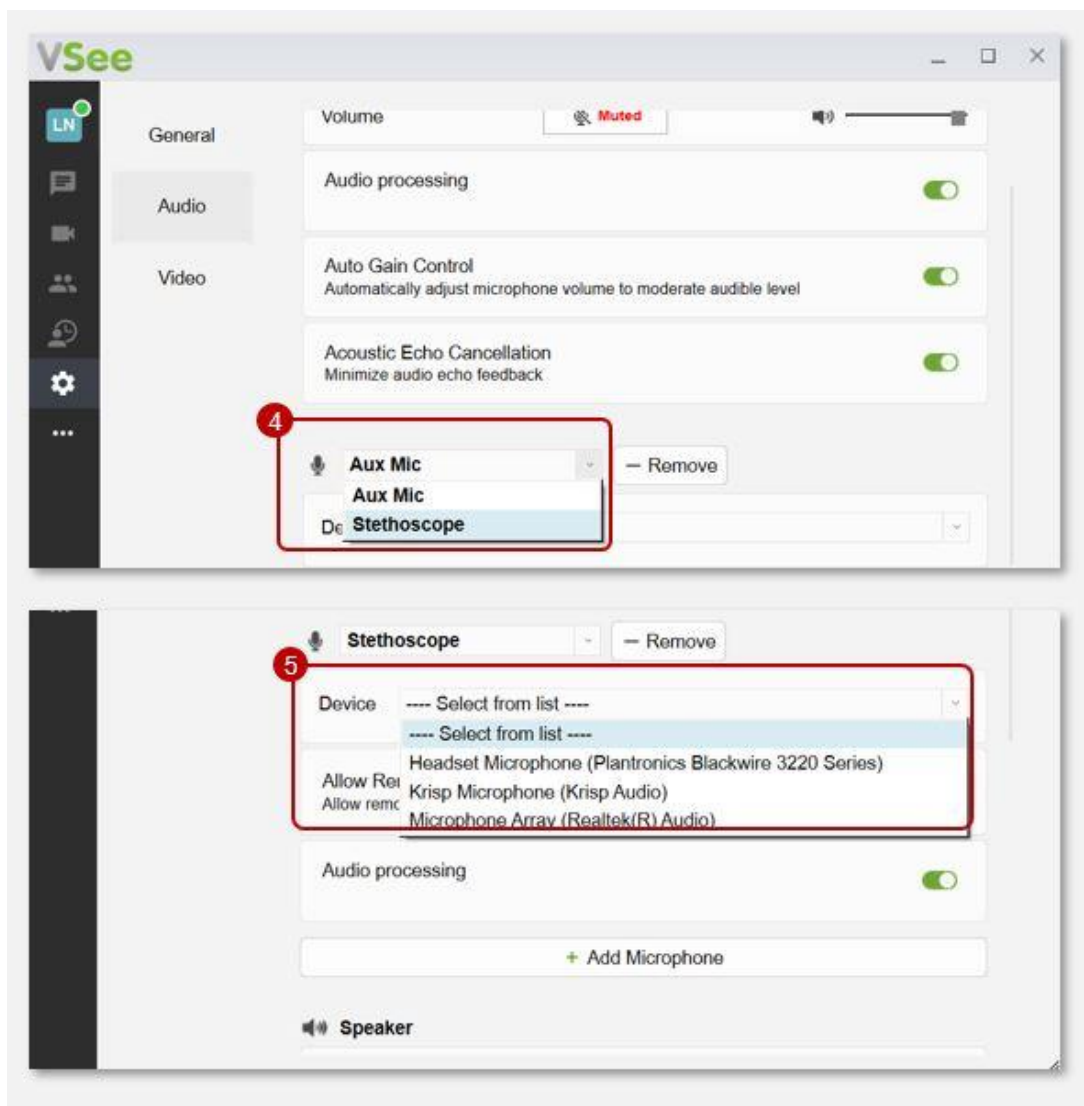 VSee
LN
General
Audio
Video
Volume
Muted
Audio processing
Auto Gain Control
Automatically adjust microphone volume to moderate audible level
Acoustic Echo Cancellation
Minimize audio echo feedback
4
Aux Mic
— Remove
Aux Mic
De Stethoscope
Stethoscope
— Remove
5
Device ---- Select from list ----
---- Select from list ----
Headset Microphone (Plantronics Blackwire 3220 Series)
Allow Rem
Krisp Microphone (Krisp Audio)
Allow remo
Microphone Array (Realtek(R) Audio)
Audio processing
+ Add Microphone
Speaker